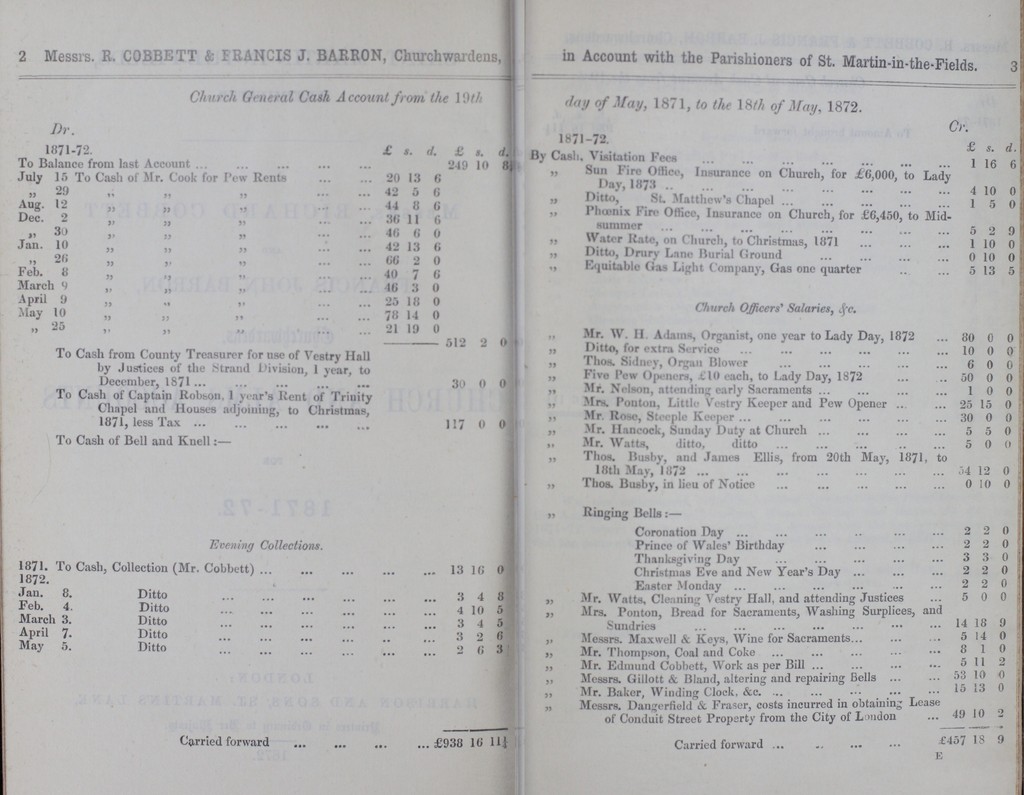 2 Messrs. R. COBBETT & FRANCIS J. BARRON, Churchwardens,
Church General Cash Account from the 19th
Dr.
1871-72. £ s. d. £ s. d.
To Balance from last Account ... ... ... ... ... 249 10 8½
July 15 To Cash of Mr. Cook for Pew Rents ... ... 20 13 6
„ 29 „ „ „ ... ... 42 5 6
Aug. 12 „ „ „ ... ... 44 8 6
Dec. 2 „ „ „ ... ... 36 11 6
„ 30 „ „ „ ... ... 46 6 0
Jan. 10 „ „ „ ... ... 42 13 6
„ 26 „ „ „ ... ... 66 2 0
Feb. 8 „ „ „ ... ... 40 7 6
March 9 „ „ „ ... ... 46 3 0
April 9 „ „ „ ... ... 25 18 0
May 10 „ „ „ ... ... 78 14 0
„ 25 „ „ „ ... ... 21 19 0
512 2 0
To Cash from County Treasurer for use of Vestry Hall
by Justices of the Strand Division, 1 year, to
December, 1871 ... ... ... ... ... 30 0 0
To Cash of Captain Robson, 1 year's Rent of Trinity
Chapel and Houses adjoining, to Christmas,
1871, less Tax ... ... ... ... ... 117 0 0
To Cash of Bell and Knell:—
Evening Collections.
1871. To Cash, Collection (Mr. Cobbett) ... ... ... ... ... 13 16 0
1872.
Jan. 8. Ditto ... ... ... ... ... ... 3 4 8
Feb. 4. Ditto ... ... ... ... ... ... 4 10 5
March 3. Ditto ... ... ... ... ... ... 3 4 5
April 7. Ditto ... ... ... ... ... ... 3 2 6
May 5. Ditto ... ... ... ... ... ... 2 6 3
Carried forward ... ... ... ... £938 16 11½
in Account with the Parishioners of St. Martin-in-the-Fields. 3
day of May, 1871, to the 18th of May, 1872.
Cr.
1871-72. £ s. d.
By Cash, Visitation Fees ... ... ... ... ... ... ... 1 16 6
„ Sun Fire Office, Insurance on Church, for £6,000, to Lady
Day, 1873 ... ... ... ... ... ... ... 4 10 0
„ Ditto, St. Matthew's Chapel ... ... ... ... ... 1 5 0
„ Phœnix Fire Office, Insurance on Church, for £6,450, to Mid-
summer ... ... ... ... ... ... ... 5 2 9
„ Water Rate, on Church, to Christmas, 1871 ... ... ... 1 10 0
„ Ditto, Drury Lane Burial Ground ... ... ... ... 0 10 0
„ Equitable Gas Light Company, Gas one quarter ... ... 5 13 5
Church Officers' Salaries, &c.
„ Mr. W. H. Adams, Organist, one year to Lady Day, 1872 ... 80 0 0
„ Ditto, for extra Service ... ... ... ... ... 10 0 0
„ Thos. Sidney, Organ Blower ... ... ... ... ... 6 0 0
„ Five Pew Openers, £10 each, to Lady Day, 1872 ... ... 50 0 0
„ Mr. Nelson, attending early Sacraments ... ... ... ... 1 0 0
„ Mrs. Ponton, Little Vestry Keeper and Pew Opener ... ... 25 15 0
„ Mr. Rose, Steeple Keeper ... ... ... ... ... 30 0 0
„ Mr. Hancock, Sunday Duty at Church ... ... ... ... 5 5 0
„ Mr. Watts, ditto, ditto ... ... ... ... 5 0 0
„ Thos. Busby, and James Ellis, from 20th May, 1871, to
18th May, 1872 ... ... ... ... ... ... 54 12 0
„ Thos. Busby, in lieu of Notice ... ... ... ... ... 0 10 0
„ Ringing Bells:—
Coronation Day ... ... ... ... ... ... 2 2 0
Prince of Wales' Birthday ... ... ... ... 2 2 0
Thanksgiving Day ... ... ... ... ... 3 3 0
Christmas Eve and New Year's Day ... ... ... 2 2 0
Easter Monday ... ... ... ... ... ... 2 2 0
„ Mr. Watts, Cleaning Vestry Hall, and attending Justices ... 5 0 0
„ Mrs. Ponton, Bread for Sacraments, Washing Surplices, and
Sundries ... ... ... ... ... ... ... 14 18 9
„ Messrs. Maxwell & Keys, Wine for Sacraments... ... ... 5 14 0
„ Mr. Thompson, Coal and Coke ... ... ... ... ... 8 1 0
„ Mr. Edmund Cobbett, Work as per Bill ... ... ... ... 5 11 2
„ Messrs. Gillott & Bland, altering and repairing Bells ... ... 53 10 0
„ Mr. Baker, Winding Clock, &c. ... ... ... ... ... 15 13 0
„ Messrs. Dangerfield & Fraser, costs incurred in obtaining Lease
of Conduit Street Property from the City of London ... 49 10 2
Carried forward ... ... ... ... £457 18 9
E